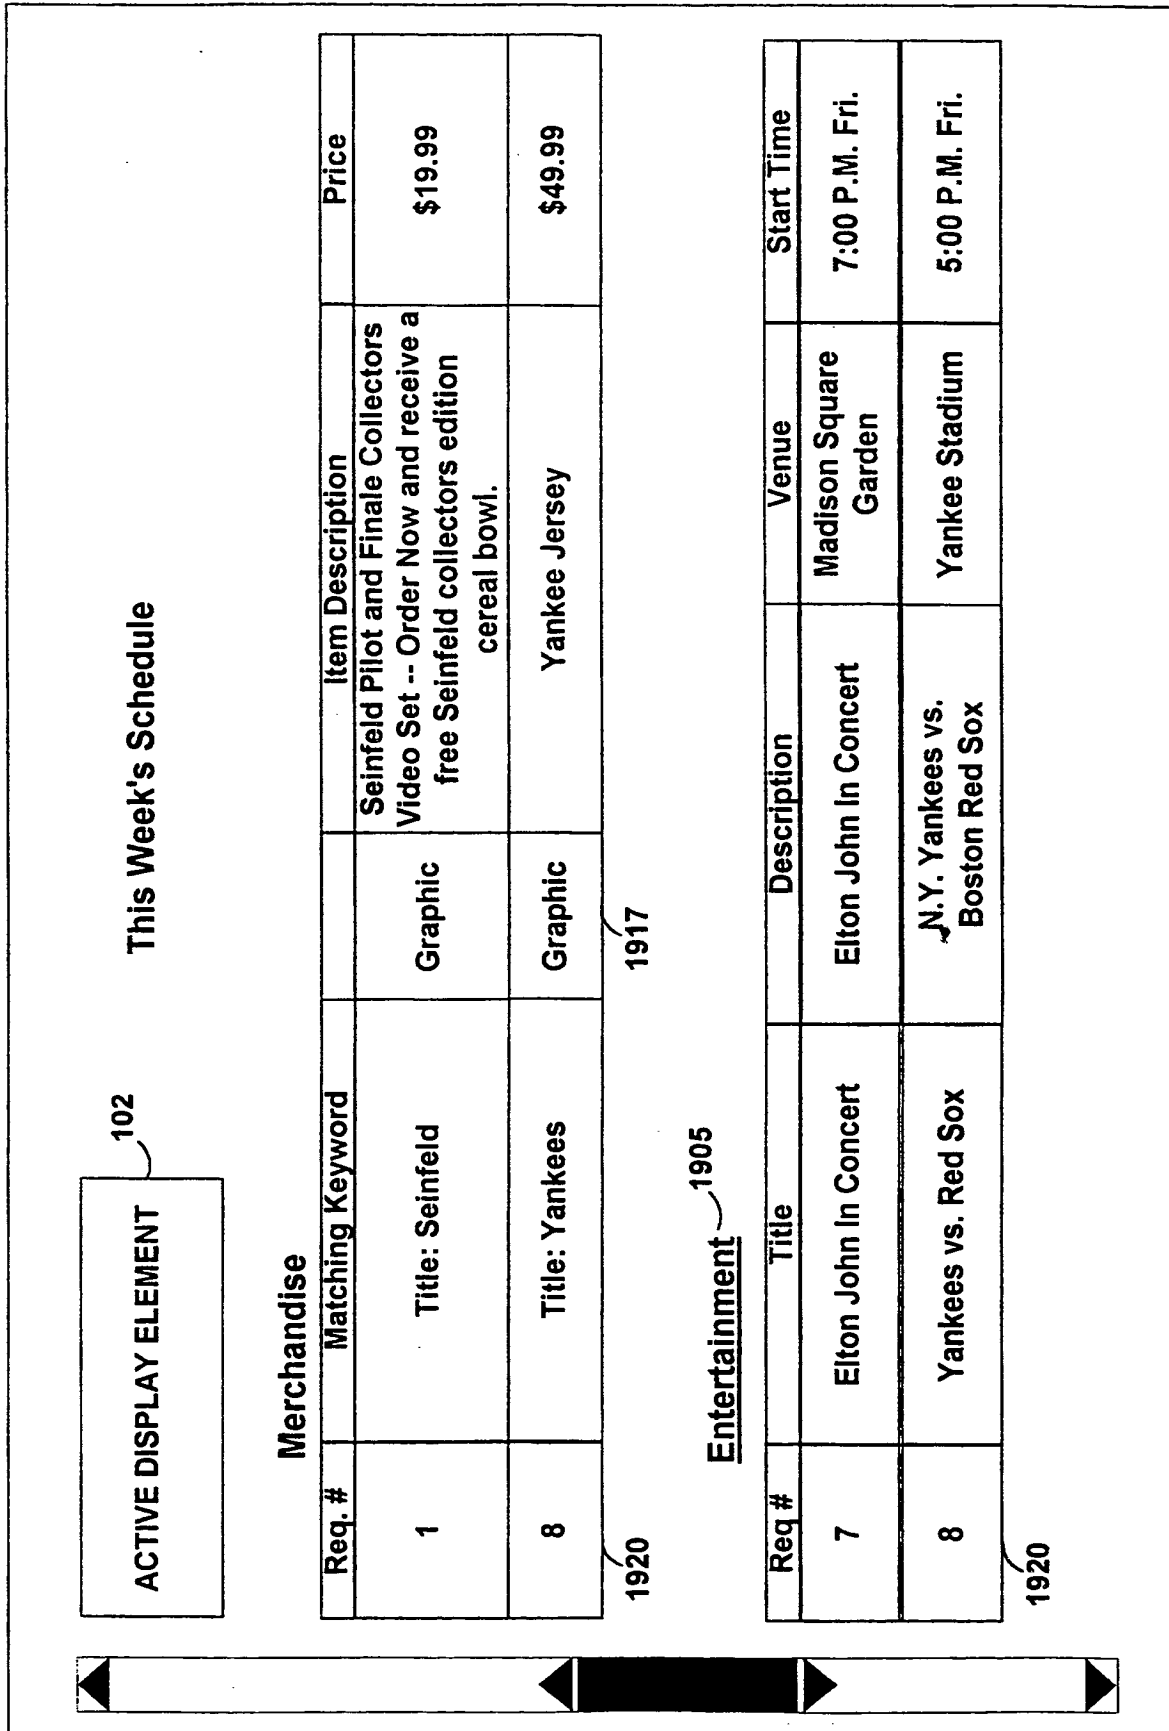 ACTIVE DISPLAY ELEMENT
102
This Week's Schedule
Merchandise
Req. # Matching Keyword Item Description Price
1 Title: Seinfeld Graphic Seinfeld Pilot and Finale Collectors
Video Set -- Order Now and receive a
free Seinfeld collectors edition
cereal bowl. $19.99
8 Title: Yankees Graphic Yankee Jersey $49.99
1920 1917
Entertainment 1905
Req # Title Description Venue Start Time
7 Elton John In Concert Elton John In Concert Madison Square
Garden 7:00 P.M. Fri.
8 Yankees vs. Red Sox N.Y. Yankees vs.
Boston Red Sox Yankee Stadium 5:00 P.M. Fri.
1920